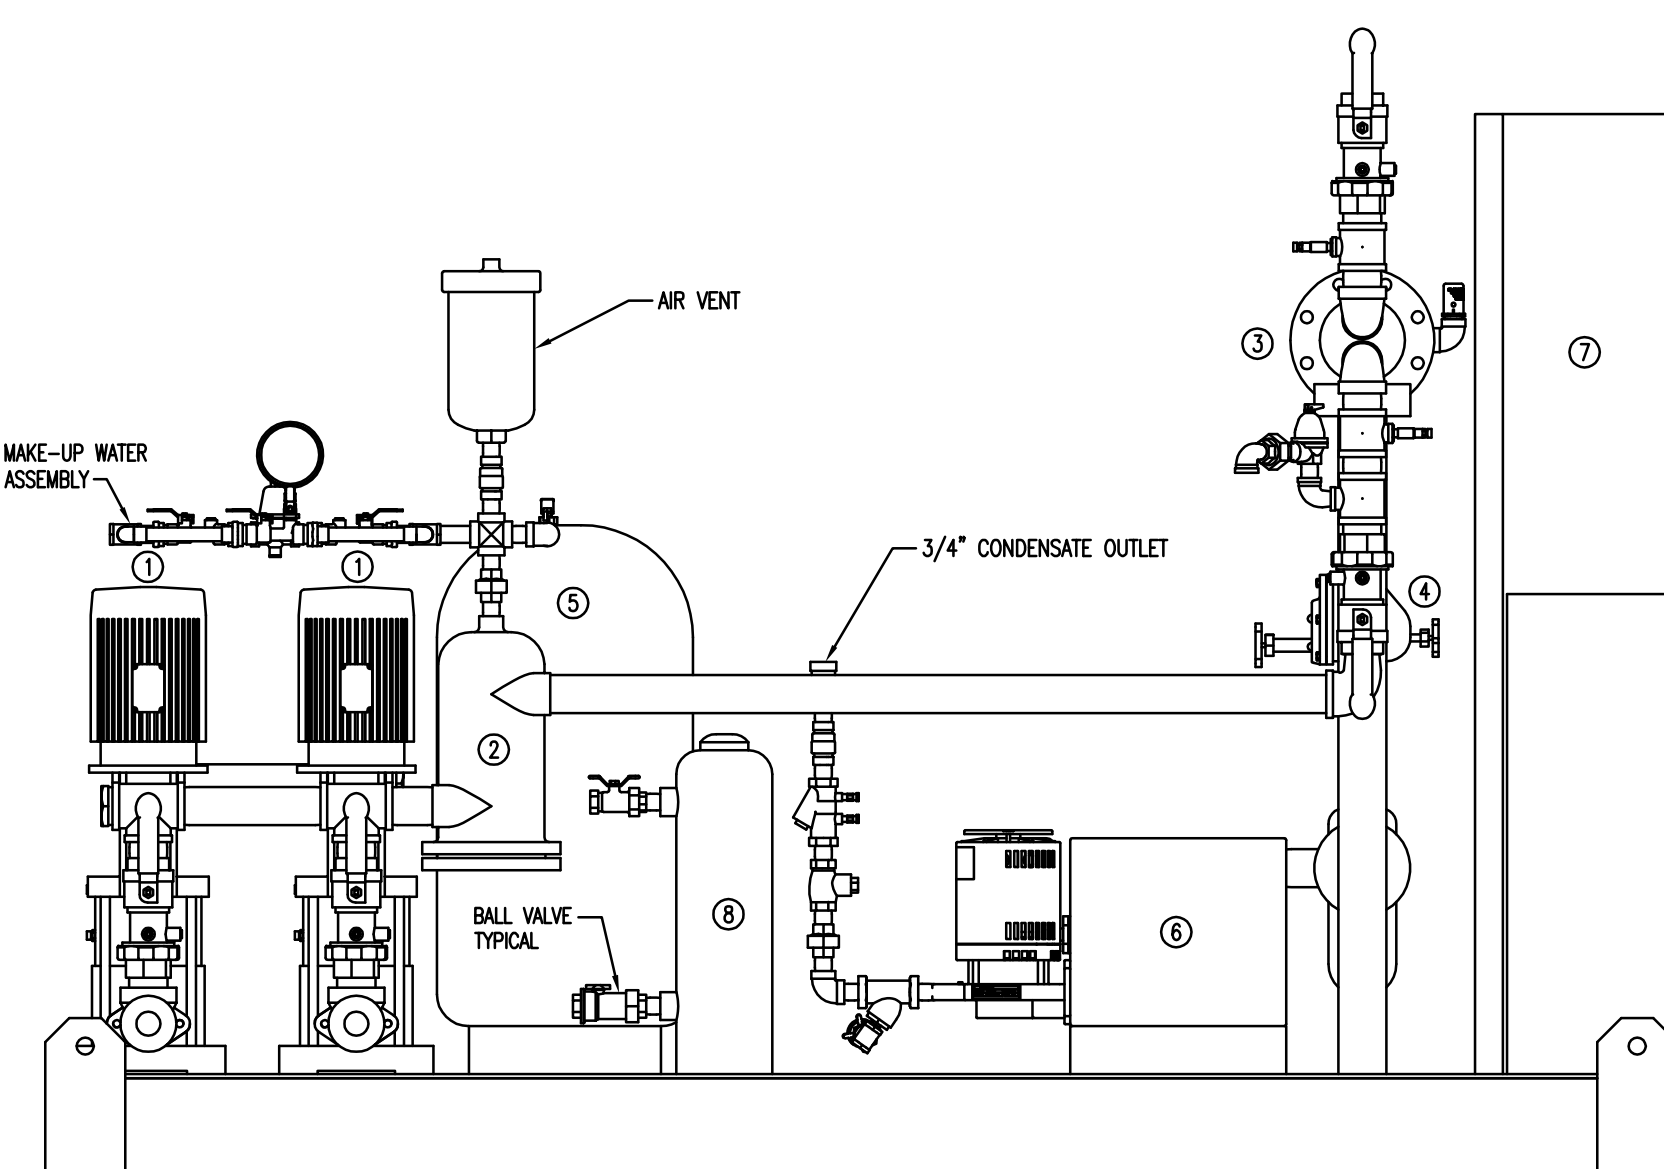 AIR VENT
3
7
MAKE-UP WATER
ASSEMBLY
3/4" CONDENSATE OUTLET
1
1
5
4
2
8
BALL VALVE
TYPICAL
6